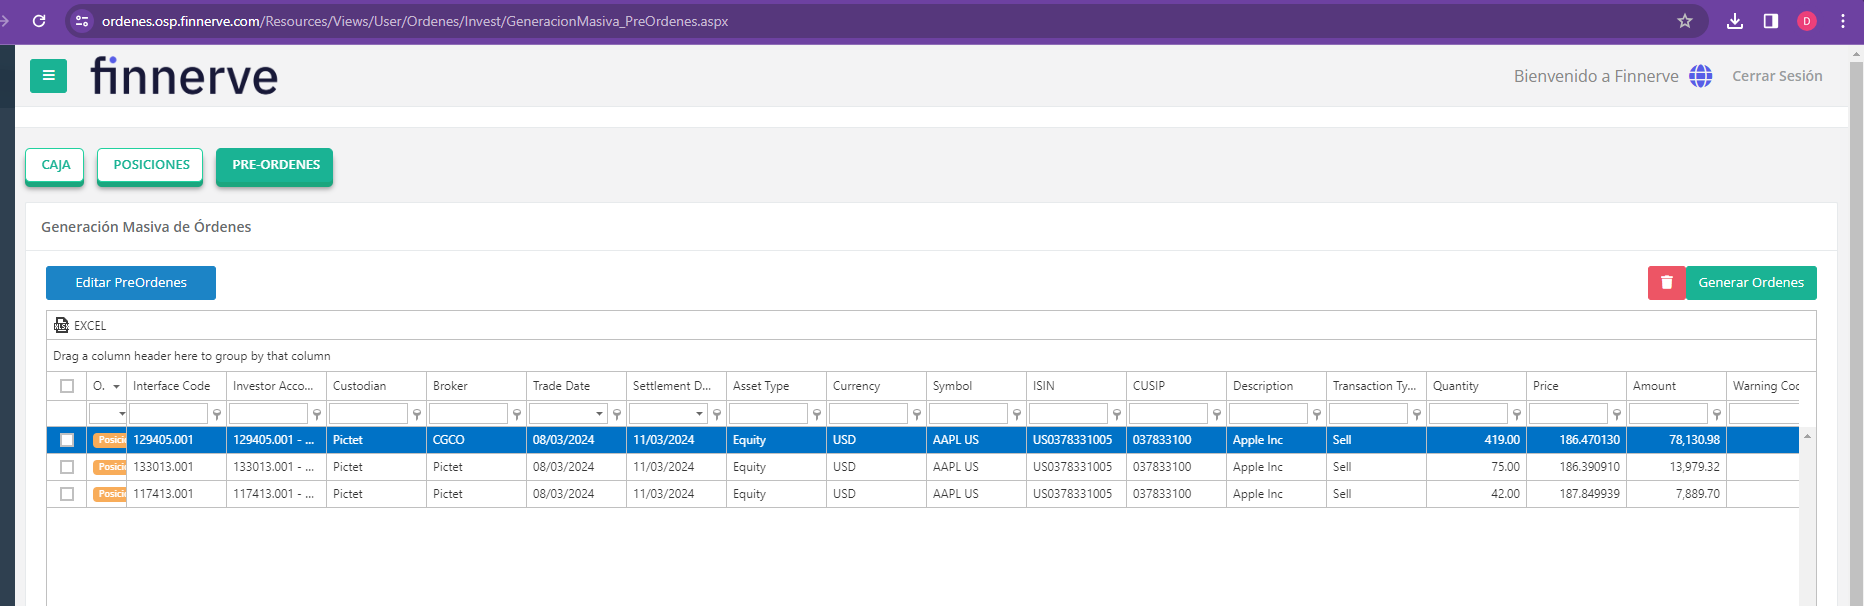 ordenes.osp.finnerve.com/Resources/Views/User/Ordenes/Invest/GeneracionMasiva_PreOrdenes.aspx
D
finnerve
Bienvenido a Finnerve Cerrar Sesión
CAJA POSICIONES PRE-ORDENES
Generación Masiva de Órdenes
Editar PreOrdenes Generar Ordenes
XLSX EXCEL
Drag a column header here to group by that column
O. Interface Code Investor Acco... Custodian Broker Trade Date Settlement D... Asset Type Currency Symbol ISIN CUSIP Description Transaction Ty... Quantity Price Amount Warning Coc
Posici 129405.001 129405.001 - ... Pictet CGCO 08/03/2024 11/03/2024 Equity USD AAPL US US0378331005 037833100 Apple Inc Sell 419.00 186.470130 78,130.98
Posici 133013.001 133013.001 - ... Pictet Pictet 08/03/2024 11/03/2024 Equity USD AAPL US US0378331005 037833100 Apple Inc Sell 75.00 186.390910 13,979.32
Posici 117413.001 117413.001 - ... Pictet Pictet 08/03/2024 11/03/2024 Equity USD AAPL US US0378331005 037833100 Apple Inc Sell 42.00 187.849939 7,889.70